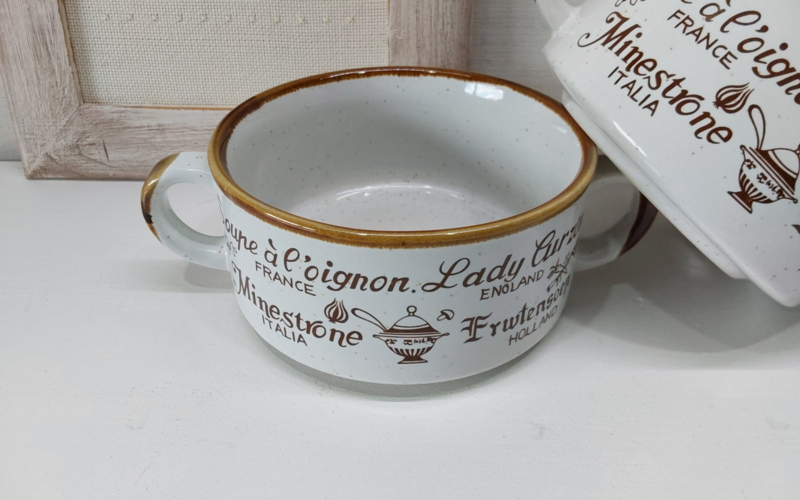 Soupe à l'oignon. Lady Curzon
FRANCE ENGLAND
Minestrone Erwtensoep
ITALIA HOLLAND
à l'oign
FRANCE
Minestrone
ITALIA